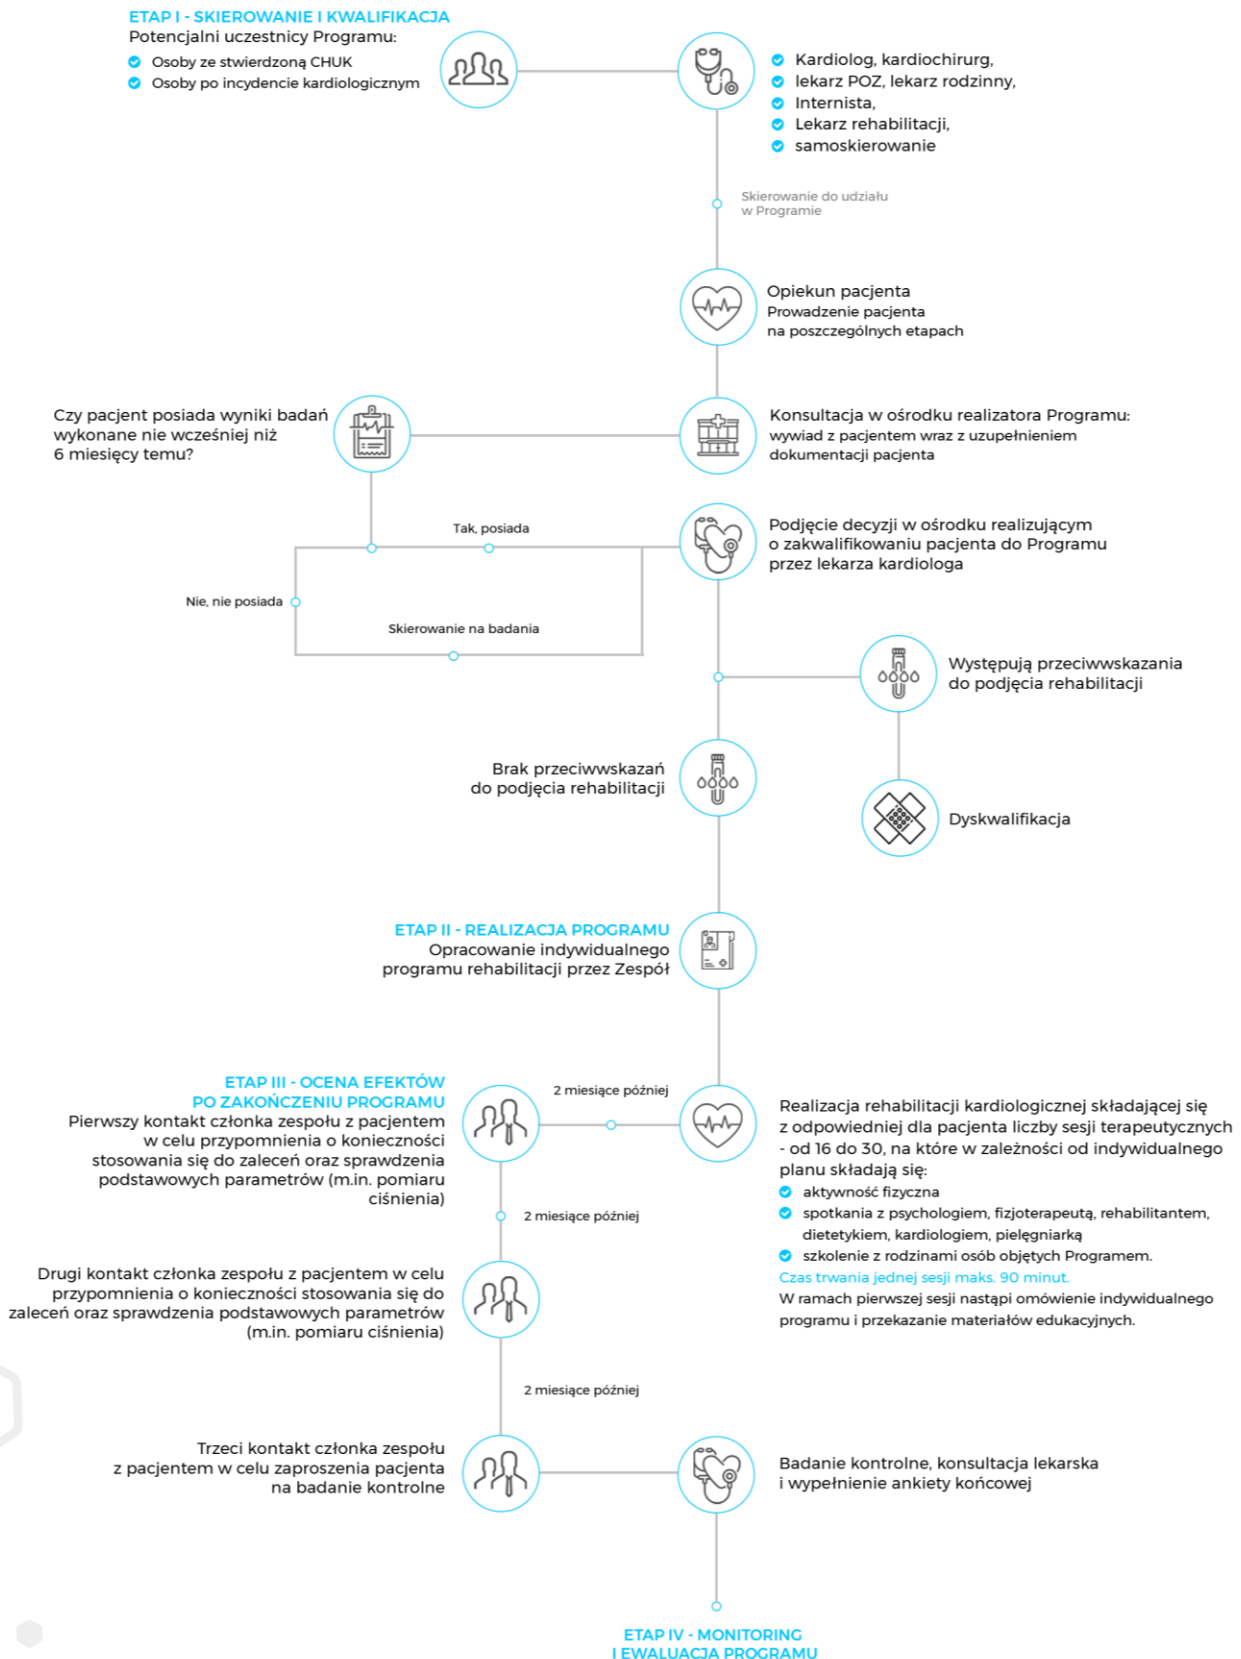 ETAP I - SKIEROWANIE I KWALIFIKACJA
Potencjalni uczestnicy Programu:
Osoby ze stwierdzoną CHUK
Osoby po incydencie kardiologicznym
Kardiolog, kardiochirurg,
lekarz POZ, lekarz rodzinny,
Internista,
Lekarz rehabilitacji,
samoskierowanie
Skierowanie do udziału
w Programie
Opiekun pacjenta
Prowadzenie pacjenta
na poszczególnych etapach
Czy pacjent posiada wyniki badań
wykonane nie wcześniej niż
6 miesięcy temu?
Konsultacja w ośrodku realizatora Programu:
wywiad z pacjentem wraz z uzupełnieniem
dokumentacji pacjenta
Tak, posiada
Nie, nie posiada
Skierowanie na badania
Podjęcie decyzji w ośrodku realizującym
o zakwalifikowaniu pacjenta do Programu
przez lekarza kardiologa
Występują przeciwwskazania
do podjęcia rehabilitacji
Brak przeciwwskazań
do podjęcia rehabilitacji
Dyskwalifikacja
ETAP II - REALIZACJA PROGRAMU
Opracowanie indywidualnego
programu rehabilitacji przez Zespół
ETAP III - OCENA EFEKTÓW
PO ZAKOŃCZENIU PROGRAMU
Pierwszy kontakt członka zespołu z pacjentem
w celu przypomnienia o konieczności
stosowania się do zaleceń oraz sprawdzenia
podstawowych parametrów (m.in. pomiaru
ciśnienia)
2 miesiące później
Realizacja rehabilitacji kardiologicznej składającej się
z odpowiedniej dla pacjenta liczby sesji terapeutycznych
- od 16 do 30, na które w zależności od indywidualnego
planu składają się:
aktywność fizyczna
spotkania z psychologiem, fizjoterapeutą, rehabilitantem,
dietetykiem, kardiologiem, pielęgniarką
szkolenie z rodzinami osób objętych Programem.
Czas trwania jednej sesji maks. 90 minut.
W ramach pierwszej sesji nastąpi omówienie indywidualnego
programu i przekazanie materiałów edukacyjnych.
2 miesiące później
Drugi kontakt członka zespołu z pacjentem w celu
przypomnienia o konieczności stosowania się do
zaleceń oraz sprawdzenia podstawowych parametrów
(m.in. pomiaru ciśnienia)
2 miesiące później
Trzeci kontakt członka zespołu
z pacjentem w celu zaproszenia pacjenta
na badanie kontrolne
Badanie kontrolne, konsultacja lekarska
i wypełnienie ankiety końcowej
ETAP IV - MONITORING
I EWALUACJA PROGRAMU